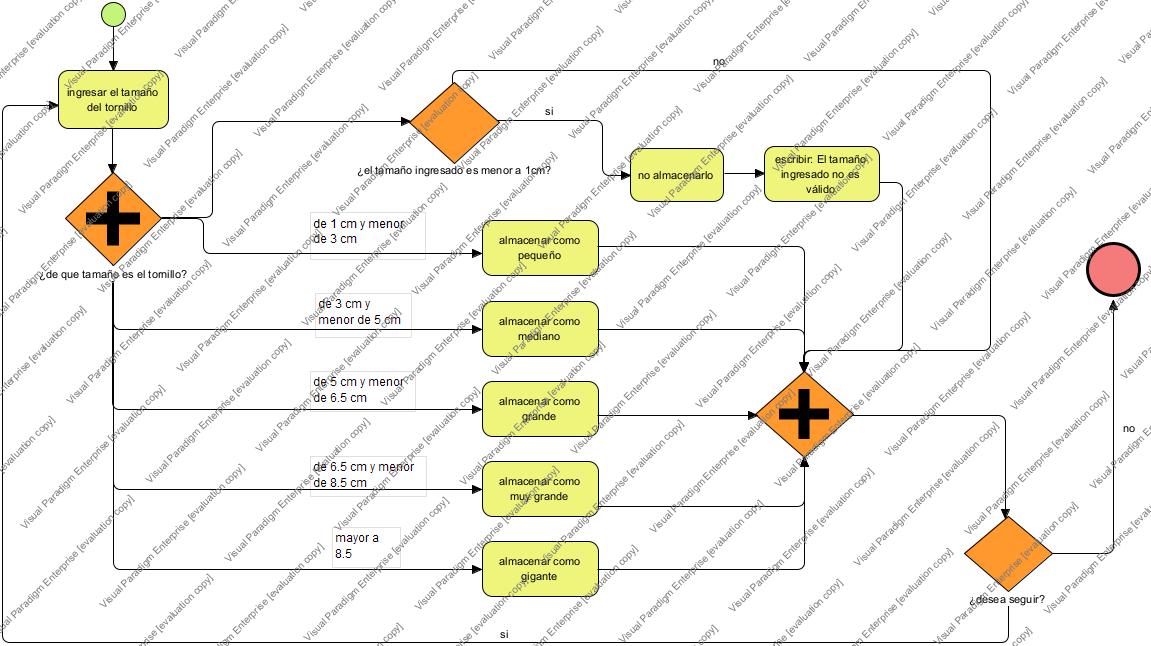 no
ingresar el tamaño
del tornillo
si
¿el tamaño ingresado es menor a 1cm?
no almacenarlo
escribir: El tamaño
ingresado no es
válido
de 1 cm y menor
de 3 cm
almacenar como
pequeño
¿de que tamaño es el tornillo?
de 3 cm y
menor de 5 cm
almacenar como
mediano
de 5 cm y menor
de 6.5 cm
almacenar como
grande
no
de 6.5 cm y menor
de 8.5 cm
almacenar como
muy grande
mayor a
8.5
almacenar como
gigante
¿desea seguir?
si
Visual Paradigm Enterprise [evaluation copy]